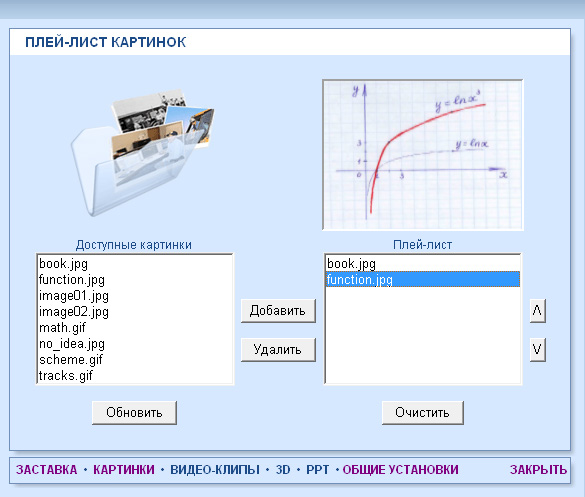 ПЛЕЙ-ЛИСТ КАРТИНОК
y
y = ln x³
y = ln x
3
1
0
3
x
Доступные картинки
Плей-лист
book.jpg
function.jpg
image01.jpg
image02.jpg
math.gif
no_idea.jpg
scheme.gif
tracks.gif
Добавить
Удалить
book.jpg
function.jpg
Λ
V
Обновить
Очистить
ЗАСТАВКА • КАРТИНКИ • ВИДЕО-КЛИПЫ • 3D • PPT • ОБЩИЕ УСТАНОВКИ
ЗАКРЫТЬ